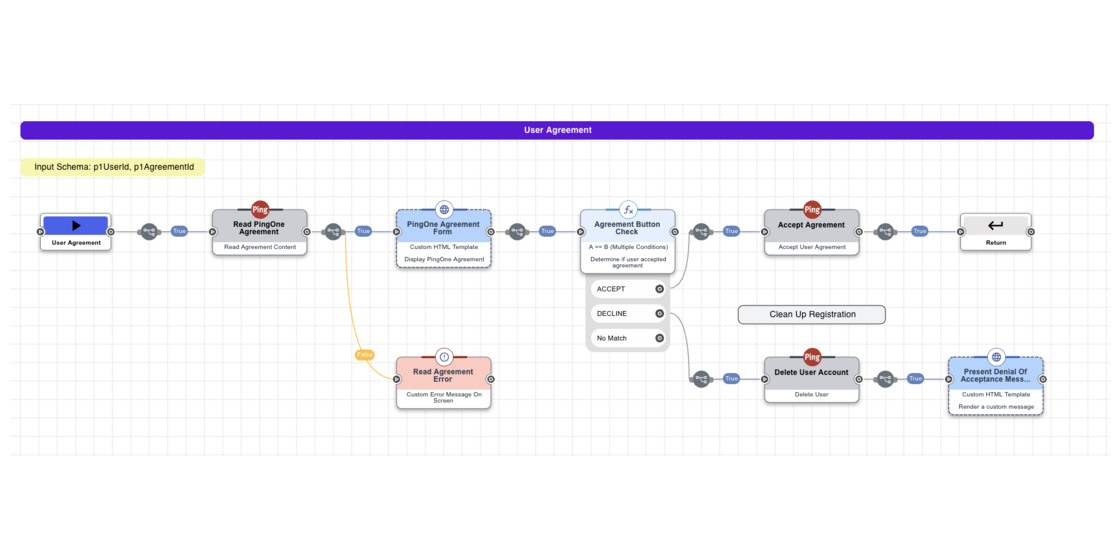 User Agreement
Input Schema: p1UserId, p1AgreementId
User Agreement
True
Ping
Read PingOne
Agreement
Read Agreement Content
True
False
PingOne Agreement
Form
Custom HTML Template
Display PingOne Agreement
True
Agreement Button
Check
A == B (Multiple Conditions)
Determine if user accepted
agreement
ACCEPT
DECLINE
No Match
True
Ping
Accept Agreement
Accept User Agreement
True
Return
Read Agreement
Error
Custom Error Message On
Screen
Clean Up Registration
True
Ping
Delete User Account
Delete User
True
Present Denial Of
Acceptance Mess...
Custom HTML Template
Render a custom message